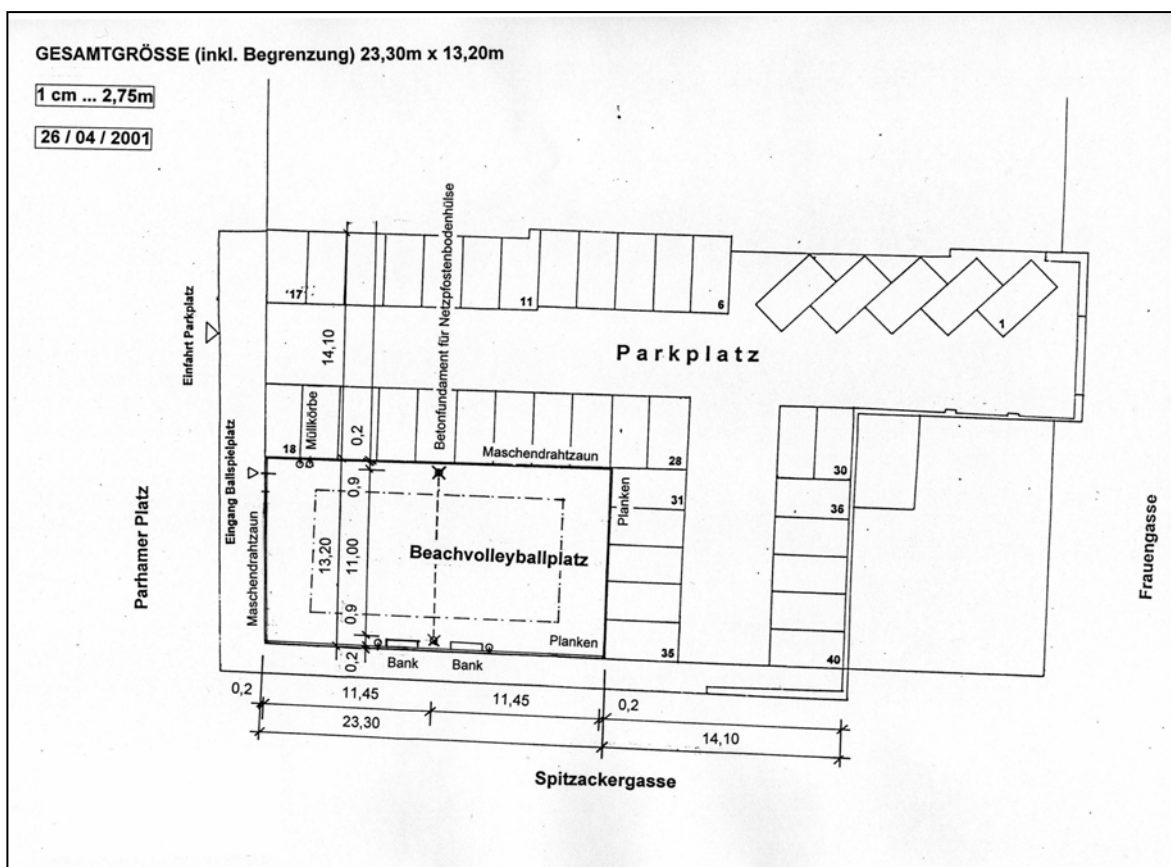 GESAMTGRÖSSE (inkl. Begrenzung) 23,30m x 13,20m
1 cm ... 2,75m
26 / 04 / 2001
Einfahrt Parkplatz
17
11
6
1
14,10
Betonfundament für Netzpfostenbodenhülse
Parkplatz
Müllkörbe
0,2
18
Maschendrahtzaun
28
30
Eingang Ballspielplatz
Maschendrahtzaun
0,9
Planken
31
36
Parhamer Platz
13,20
11,00
Beachvolleyballplatz
Frauengasse
0,9
Planken
0,2
Bank
Bank
35
40
0,2
11,45
11,45
0,2
23,30
14,10
Spitzackergasse